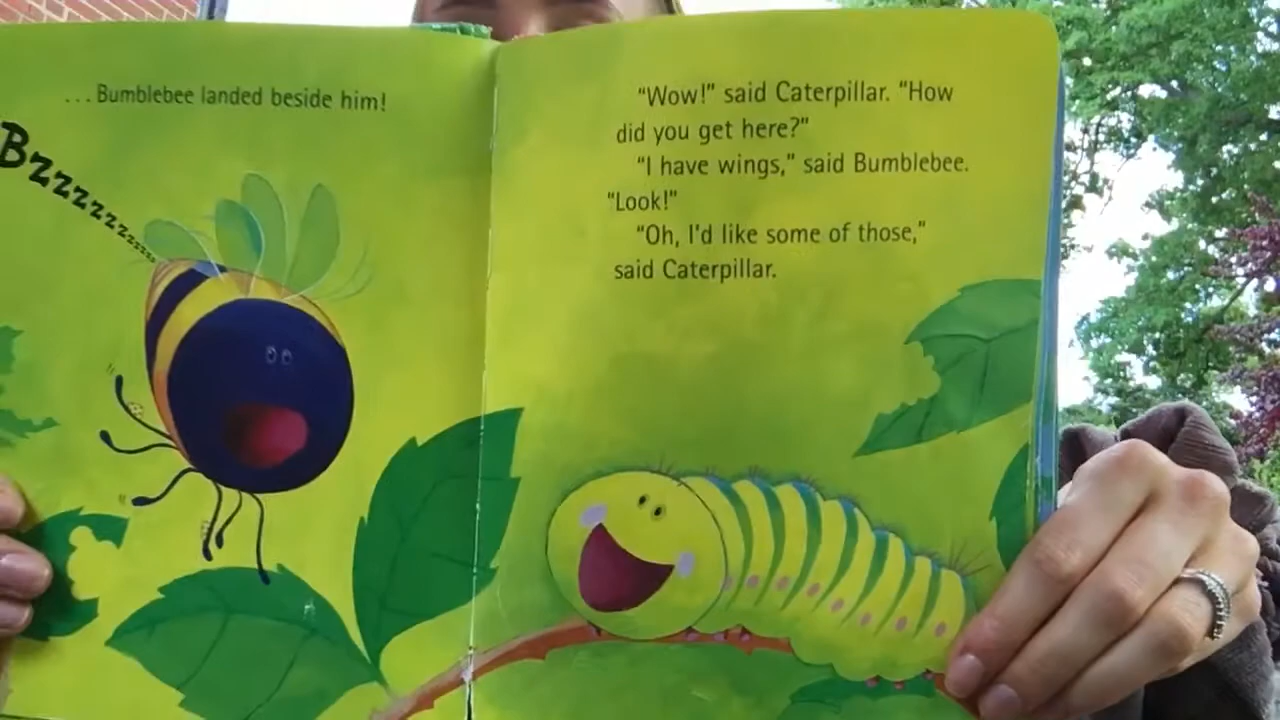 ...Bumblebee landed beside him!
Bzzzzzzzzzzz
"Wow!" said Caterpillar. "How
did you get here?"
"I have wings," said Bumblebee.
"Look!"
"Oh, I'd like some of those,"
said Caterpillar.